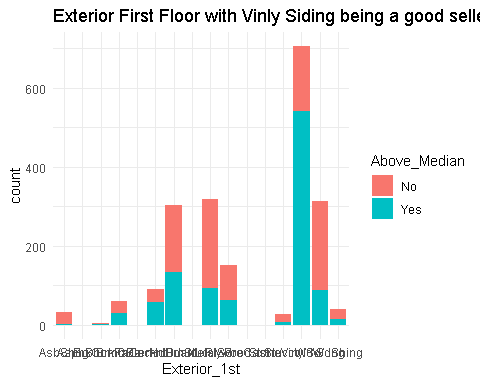 Exterior First Floor with Vinly Siding being a good selle
600
400
200
0
count
Exterior_1st
Above_Median
No
Yes